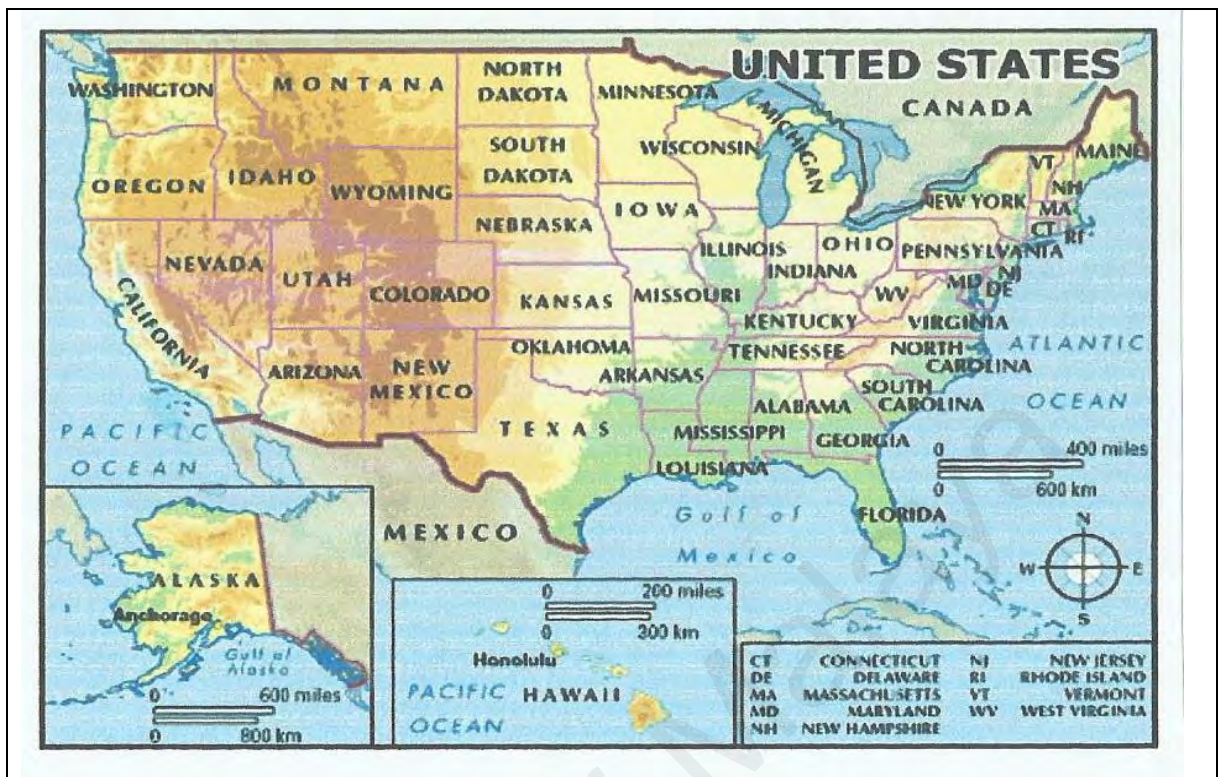 UNITED STATES
CANADA
WASHINGTON
MONTANA
NORTH
DAKOTA
MINNESOTA
MICHIGAN
VT
MAINE
OREGON
IDAHO
WYOMING
SOUTH
DAKOTA
WISCONSIN
NH
NEW YORK
MA
CT
RI
NEBRASKA
IOWA
ILLINOIS
INDIANA
OHIO
PENNSYLVANIA
NJ
MD
DE
NEVADA
UTAH
COLORADO
KANSAS
MISSOURI
WV
KENTUCKY
VIRGINIA
CALIFORNIA
ARIZONA
NEW
MEXICO
OKLAHOMA
ARKANSAS
TENNESSEE
NORTH
CAROLINA
SOUTH
CAROLINA
ATLANTIC
OCEAN
TEXAS
LOUISIANA
MISSISSIPPI
ALABAMA
GEORGIA
FLORIDA
PACIFIC
OCEAN
MEXICO
Gulf of
Mexico
0 400 miles
0 600 km
N
W E
S
ALASKA
Anchorage
Gulf of
Alaska
0 600 miles
0 800 km
0 200 miles
0 300 km
Honolulu
PACIFIC
OCEAN
HAWAII
CT CONNECTICUT NJ NEW JERSEY
DE DELAWARE RI RHODE ISLAND
MA MASSACHUSETTS VT VERMONT
MD MARYLAND WV WEST VIRGINIA
NH NEW HAMPSHIRE